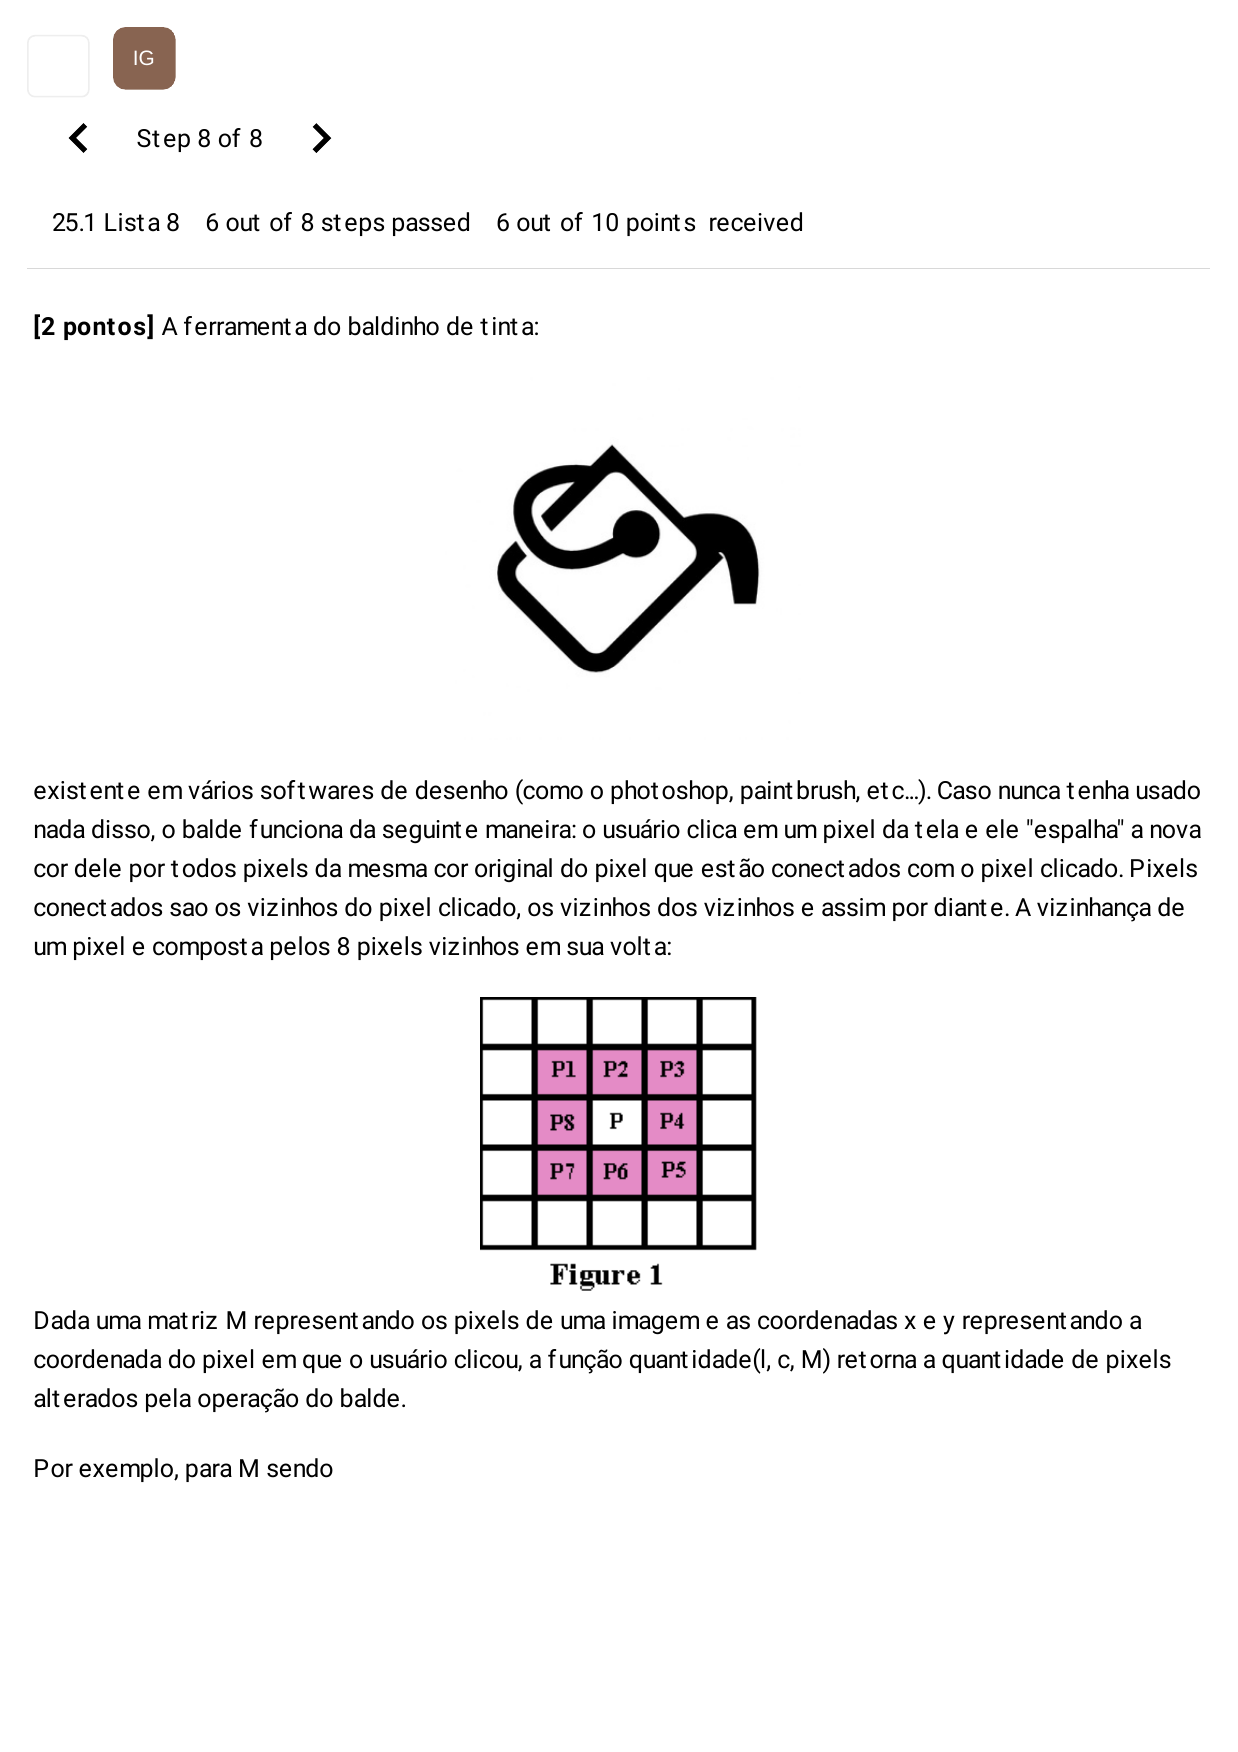 IG
Step 8 of 8
25.1 Lista 8 6 out of 8 steps passed 6 out of 10 points received
[2 pontos] A ferramenta do baldinho de tinta:
existente em vários softwares de desenho (como o photoshop, paintbrush, etc...). Caso nunca tenha usado
nada disso, o balde funciona da seguinte maneira: o usuário clica em um pixel da tela e ele "espalha" a nova
cor dele por todos pixels da mesma cor original do pixel que estão conectados com o pixel clicado. Pixels
conectados sao os vizinhos do pixel clicado, os vizinhos dos vizinhos e assim por diante. A vizinhança de
um pixel e composta pelos 8 pixels vizinhos em sua volta:
P1 P2 P3
P8 P P4
P7 P6 P5
Figure 1
Dada uma matriz M representando os pixels de uma imagem e as coordenadas x e y representando a
coordenada do pixel em que o usuário clicou, a função quantidade(l, c, M) retorna a quantidade de pixels
alterados pela operação do balde.
Por exemplo, para M sendo